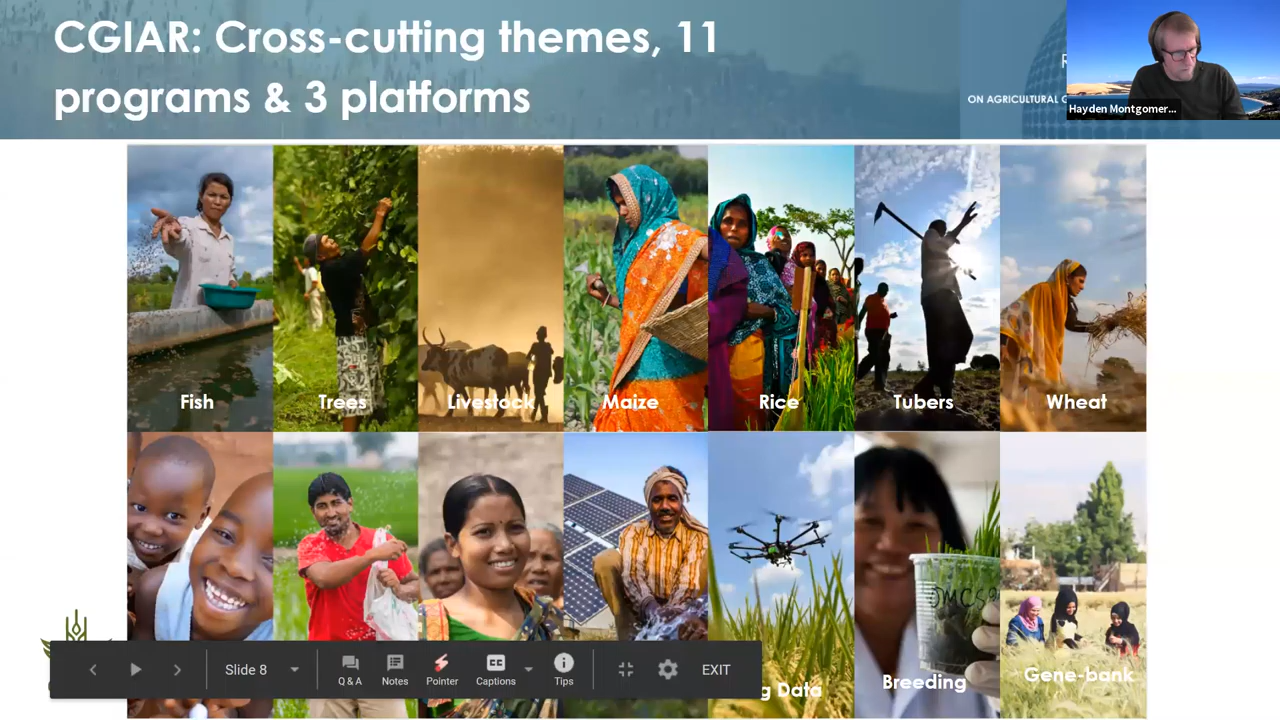 CGIAR: Cross-cutting themes, 11
programs & 3 platforms
ON AGRICULTURAL
Hayden Montgomer...
Fish
Trees
Livestock
Maize
Rice
Tubers
Wheat
Data
Breeding
Gene-bank
Slide 8
Q & A
Notes
Pointer
Captions
Tips
EXIT
OMCS